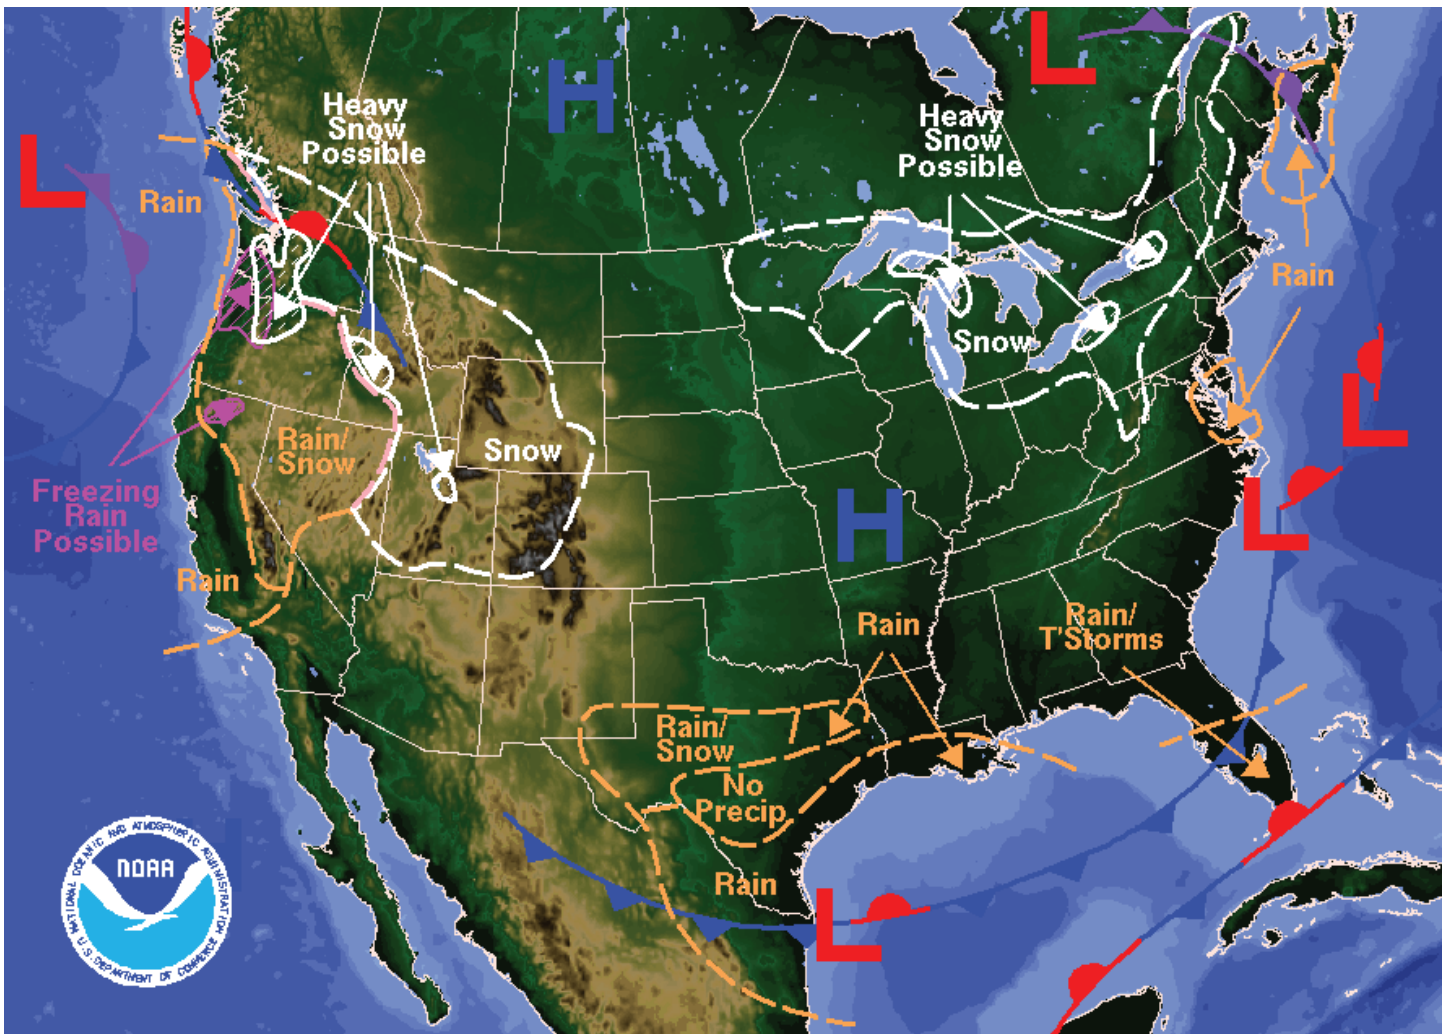 L
H
Heavy
Snow
Possible
Heavy
Snow
Possible
L
L
Rain
Rain
Snow
L
Rain/
Snow
Snow
Freezing
Rain
Possible
H
L
Rain
Rain
Rain/
T'Storms
Rain/
Snow
No
Precip
Rain
L
NATIONAL OCEANIC AND ATMOSPHERIC ADMINISTRATION
NOAA
U.S. DEPARTMENT OF COMMERCE